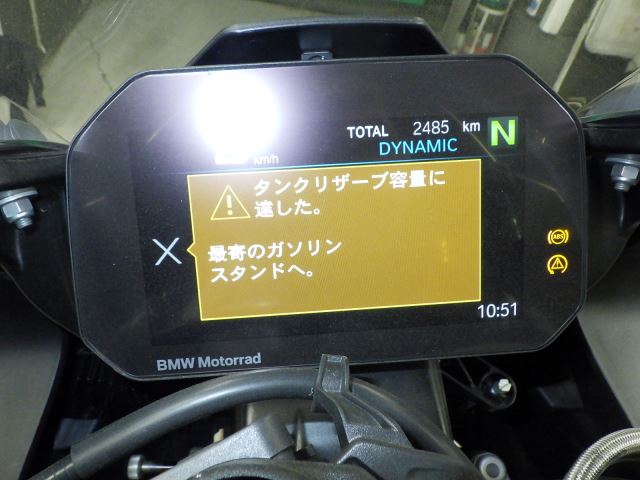 TOTAL 2485 km N
DYNAMIC
km/h
タンクリザーブ容量に
達した。
最寄のガソリン
スタンドへ。
ABS
10:51
BMW Motorrad